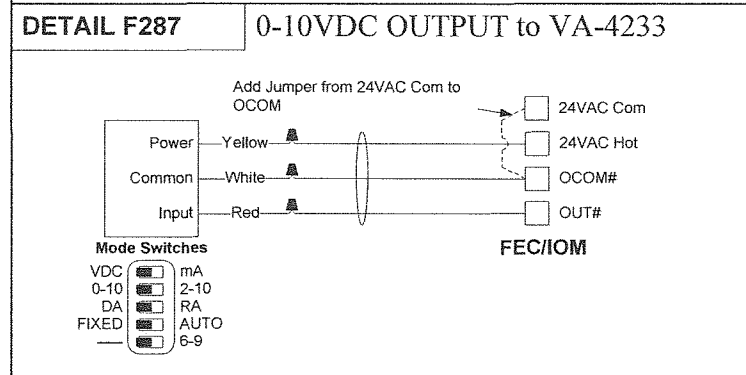 DETAIL F287
0-10VDC OUTPUT to VA-4233
Add Jumper from 24VAC Com to
OCOM
24VAC Com
Power Yellow 24VAC Hot
Common White OCOM#
Input Red OUT#
Mode Switches
FEC/IOM
VDC mA
0-10 2-10
DA RA
FIXED AUTO
6-9